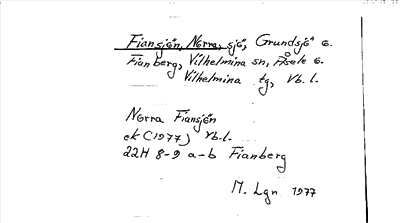 Fiansjön, Norra, sjö, Grundsjö o.
Fianberg, Vilhelmina sn, Åsele o.
Vilhelmina tg, Vb. l.
Norra Fiansjön
ek (1977) Vb.l.
22H 8-9 a-b Fianberg
M. Lgn 1977